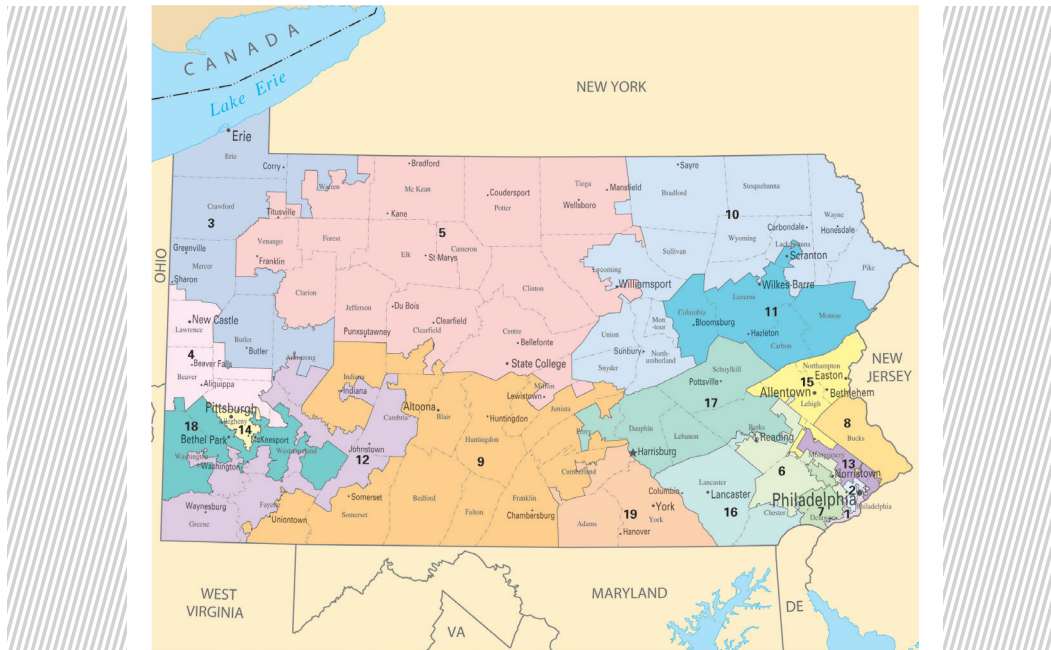 CANADA
Lake Erie
NEW YORK
Erie
Erie
Corry
Bradford
Sayre
Warren
Mc Kean
Coudersport
Potter
Tioga
Mansfield
Wellsboro
Bradford
Susquehanna
Crawford
3
Titusville
Kane
5
10
Wayne
Honesdale
Carbondale
Lackawanna
Scranton
Wyoming
Sullivan
Venango
Forest
Cameron
Elk
St Marys
Greenville
Mercer
Franklin
Sharon
OHIO
Lycoming
Williamsport
Wilkes-Barre
Pike
Clarion
Clinton
Luzerne
11
Columbia
Bloomsburg
Monroe
Hazleton
Carbon
Jefferson
Du Bois
Clearfield
Clearfield
Punxsutawney
New Castle
Lawrence
Butler
Butler
Armstrong
Centre
Bellefonte
State College
Union
Mon-
tour
Sunbury
North-
umberland
Snyder
4
Beaver Falls
Beaver
Aliquippa
Indiana
Indiana
Mifflin
Lewistown
Juniata
Schuylkill
Pottsville
Northampton
15
Easton
Allentown
Bethlehem
Lehigh
NEW
JERSEY
Pittsburgh
Allegheny
18
14
Bethel Park
McKeesport
Westmoreland
Altoona
Blair
Huntingdon
Huntingdon
Cambria
Johnstown
12
Perry
Dauphin
17
Lebanon
Harrisburg
Berks
Reading
8
Bucks
Montgomery
13
Norristown
Washington
Washington
9
Cumberland
6
Philadelphia
2
Philadelphia
1
7
Delaware
Chester
Waynesburg
Greene
Fayette
Uniontown
Somerset
Somerset
Bedford
Fulton
Franklin
Chambersburg
Columbia
Lancaster
Lancaster
16
York
York
19
Adams
Hanover
WEST
VIRGINIA
MARYLAND
VA
DE